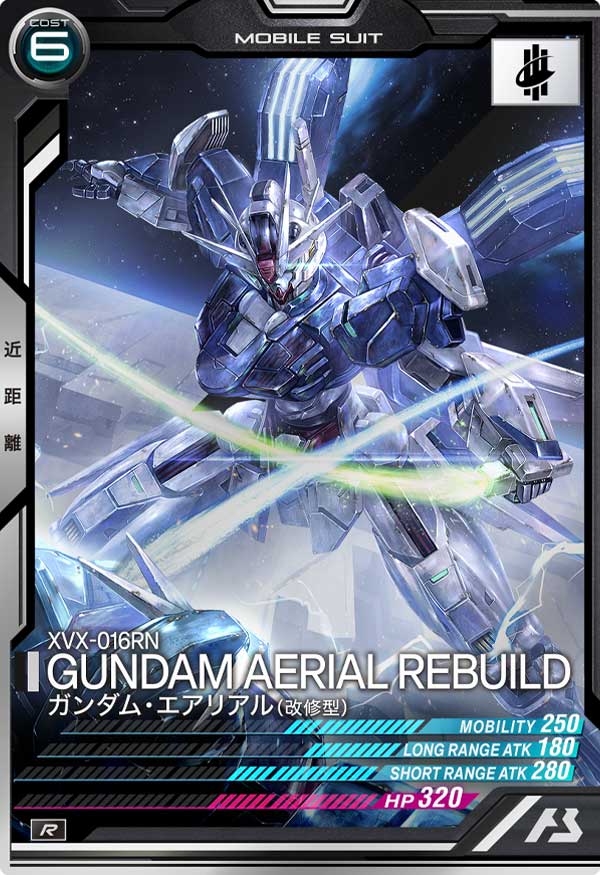 COST
6
MOBILE SUIT
近距離
XVX-016RN
GUNDAM AERIAL REBUILD
ガンダム・エアリアル(改修型)
MOBILITY 250
LONG RANGE ATK 180
SHORT RANGE ATK 280
HP 320
R